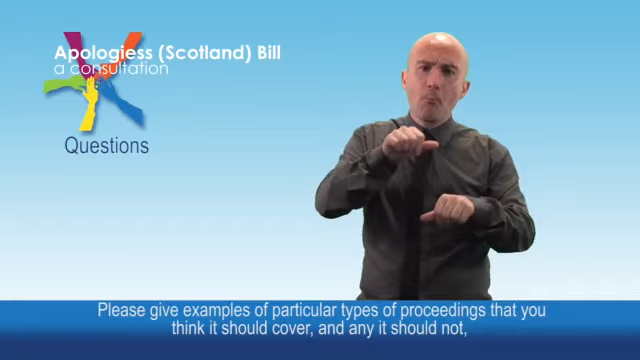 Apologiess (Scotland) Bill
a consultation
Questions
Please give examples of particular types of proceedings that you
think it should cover, and any it should not,